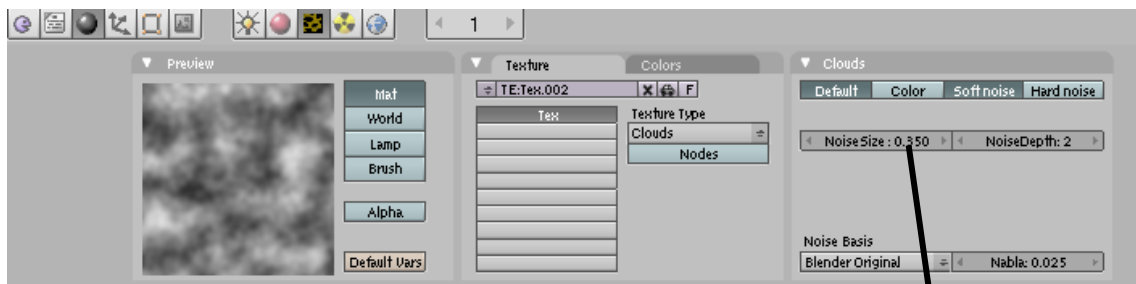 1
Preview
Mat
World
Lamp
Brush
Alpha
Default Vars
Texture
Colors
TE:Tex.002
X
F
Tex
Texture Type
Clouds
Nodes
Clouds
Default
Color
Soft noise
Hard noise
NoiseSize : 0.350
NoiseDepth: 2
Noise Basis
Blender Original
Nabla: 0.025